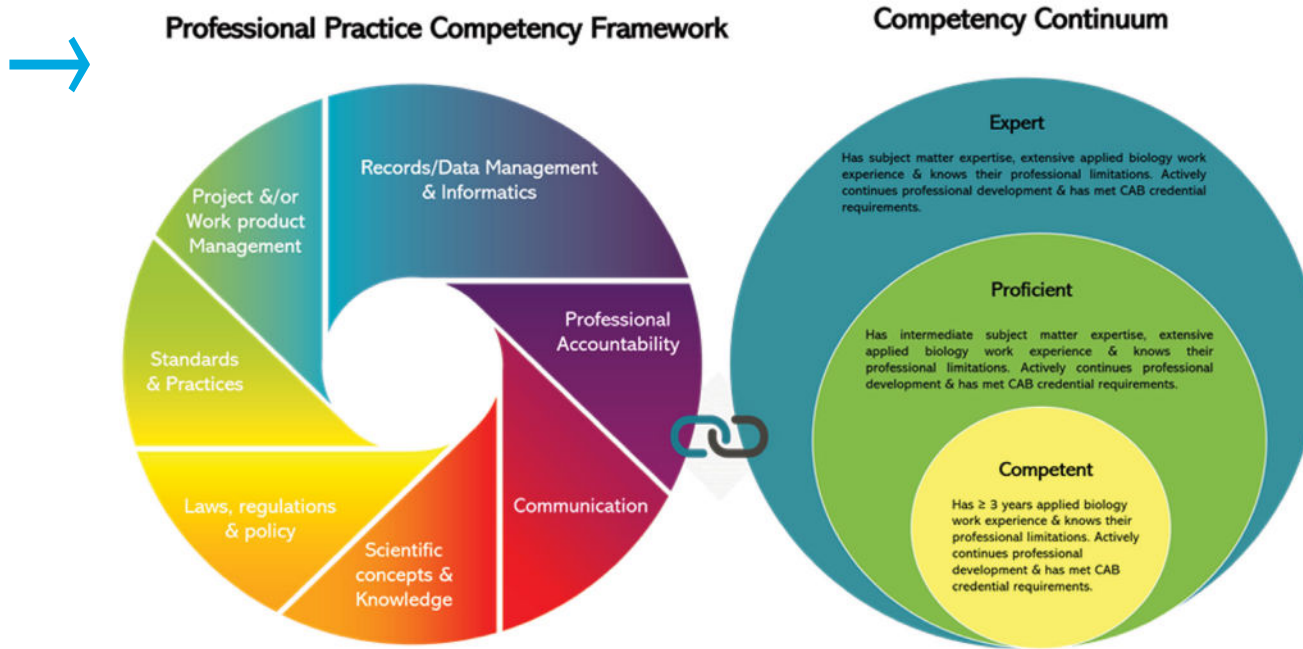 Professional Practice Competency Framework
Records/Data Management
& Informatics
Project &/or
Work product
Management
Professional
Accountability
Standards
& Practices
Communication
Laws, regulations
& policy
Scientific
concepts &
Knowledge
Competency Continuum
Expert
Has subject matter expertise, extensive applied biology work
experience & knows their professional limitations. Actively
continues professional development & has met CAB credential
requirements.
Proficient
Has intermediate subject matter expertise, extensive
applied biology work experience & knows their
professional limitations. Actively continues professional
development & has met CAB credential requirements.
Competent
Has ≥ 3 years applied biology
work experience & knows their
professional limitations. Actively
continues professional
development & has met CAB
credential requirements.